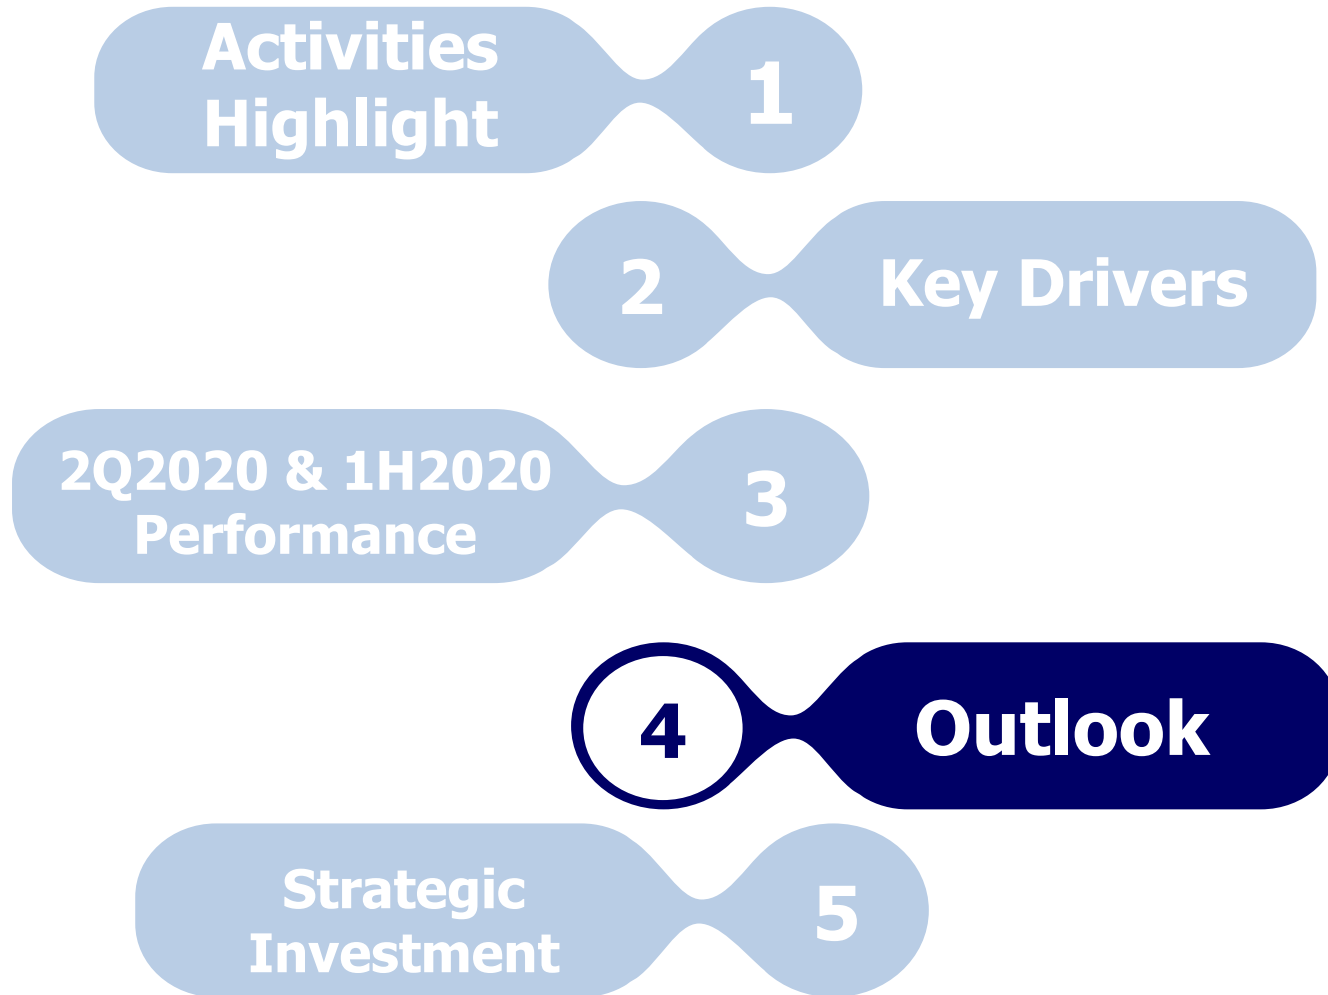 Activities
Highlight
1
2
Key Drivers
2Q2020 & 1H2020
Performance
3
4
Outlook
Strategic
Investment
5